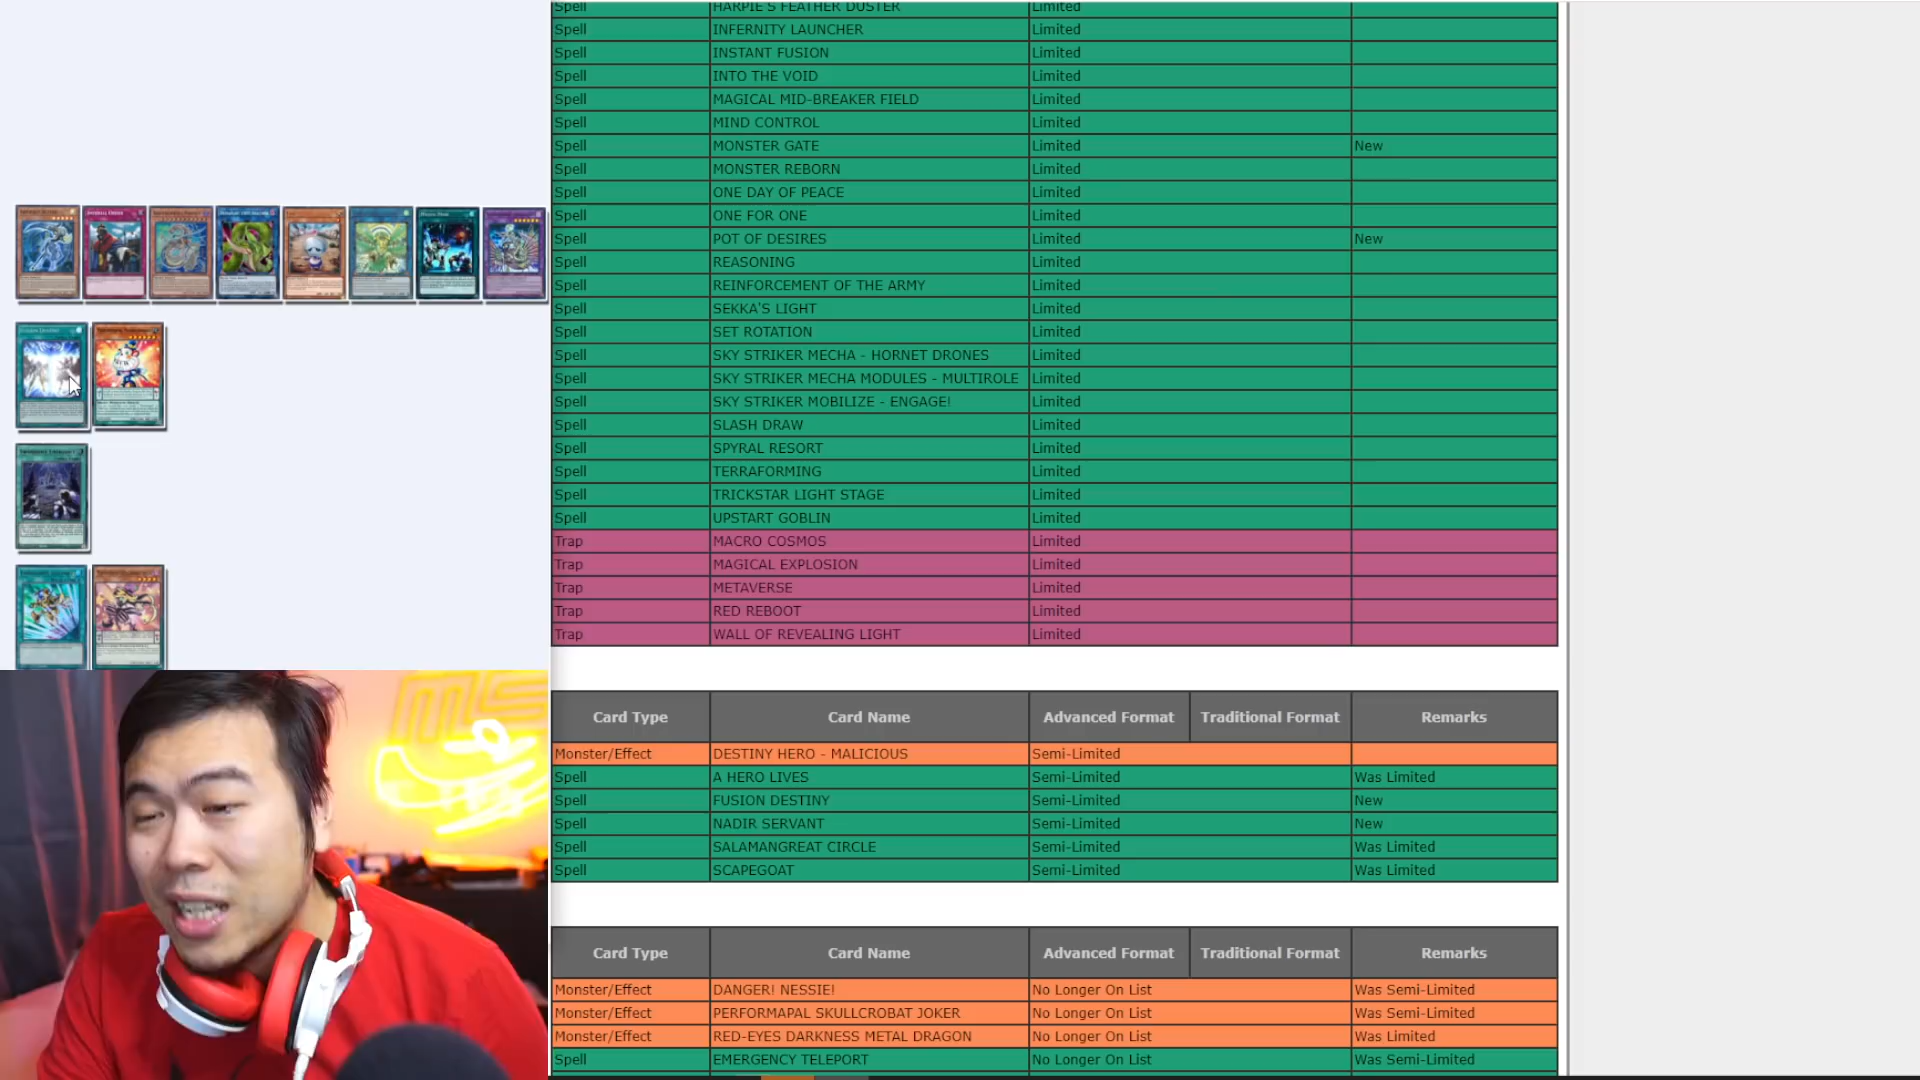 Spell HARPIE'S FEATHER DUSTER Limited
Spell INFERNITY LAUNCHER Limited
Spell INSTANT FUSION Limited
Spell INTO THE VOID Limited
Spell MAGICAL MID-BREAKER FIELD Limited
Spell MIND CONTROL Limited
Spell MONSTER GATE Limited New
Spell MONSTER REBORN Limited
Spell ONE DAY OF PEACE Limited
Spell ONE FOR ONE Limited
Spell POT OF DESIRES Limited New
Spell REASONING Limited
Spell REINFORCEMENT OF THE ARMY Limited
Spell SEKKA'S LIGHT Limited
Spell SET ROTATION Limited
Spell SKY STRIKER MECHA - HORNET DRONES Limited
Spell SKY STRIKER MECHA MODULES - MULTIROLE Limited
Spell SKY STRIKER MOBILIZE - ENGAGE! Limited
Spell SLASH DRAW Limited
Spell SPYRAL RESORT Limited
Spell TERRAFORMING Limited
Spell TRICKSTAR LIGHT STAGE Limited
Spell UPSTART GOBLIN Limited
Trap MACRO COSMOS Limited
Trap MAGICAL EXPLOSION Limited
Trap METAVERSE Limited
Trap RED REBOOT Limited
Trap WALL OF REVEALING LIGHT Limited
Card Type Card Name Advanced Format Traditional Format Remarks
Monster/Effect DESTINY HERO - MALICIOUS Semi-Limited
Spell A HERO LIVES Semi-Limited Was Limited
Spell FUSION DESTINY Semi-Limited New
Spell NADIR SERVANT Semi-Limited New
Spell SALAMANGREAT CIRCLE Semi-Limited Was Limited
Spell SCAPEGOAT Semi-Limited Was Limited
Card Type Card Name Advanced Format Traditional Format Remarks
Monster/Effect DANGER! NESSIE! No Longer On List Was Semi-Limited
Monster/Effect PERFORMAPAL SKULLCROBAT JOKER No Longer On List Was Semi-Limited
Monster/Effect RED-EYES DARKNESS METAL DRAGON No Longer On List Was Limited
Spell EMERGENCY TELEPORT No Longer On List Was Semi-Limited